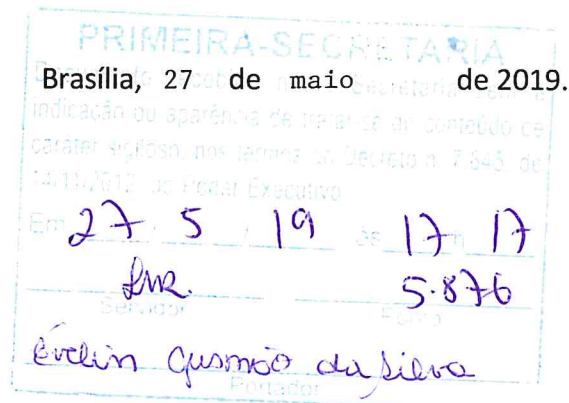 PRIMEIRA-SECRETARIA
Brasília, 27 de maio de 2019.
indicação ou aparência de tratar-se de conteúdo de
caráter sigiloso, nos termos do Decreto n. 7.845, de
14/11/2012, do Poder Executivo.
Em 27 5 19 às 17 h 17
5.876
Servidor Ponto
Evelin Gusmão da Silva
Portador